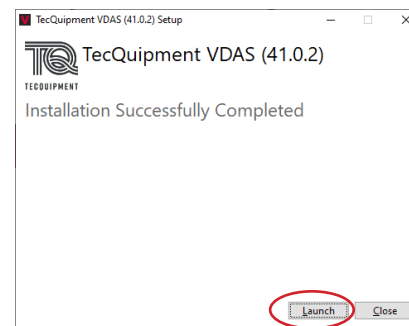 TecQuipment VDAS (41.0.2) Setup
TecQuipment VDAS (41.0.2)
TECQUIPMENT
Installation Successfully Completed
Launch Close